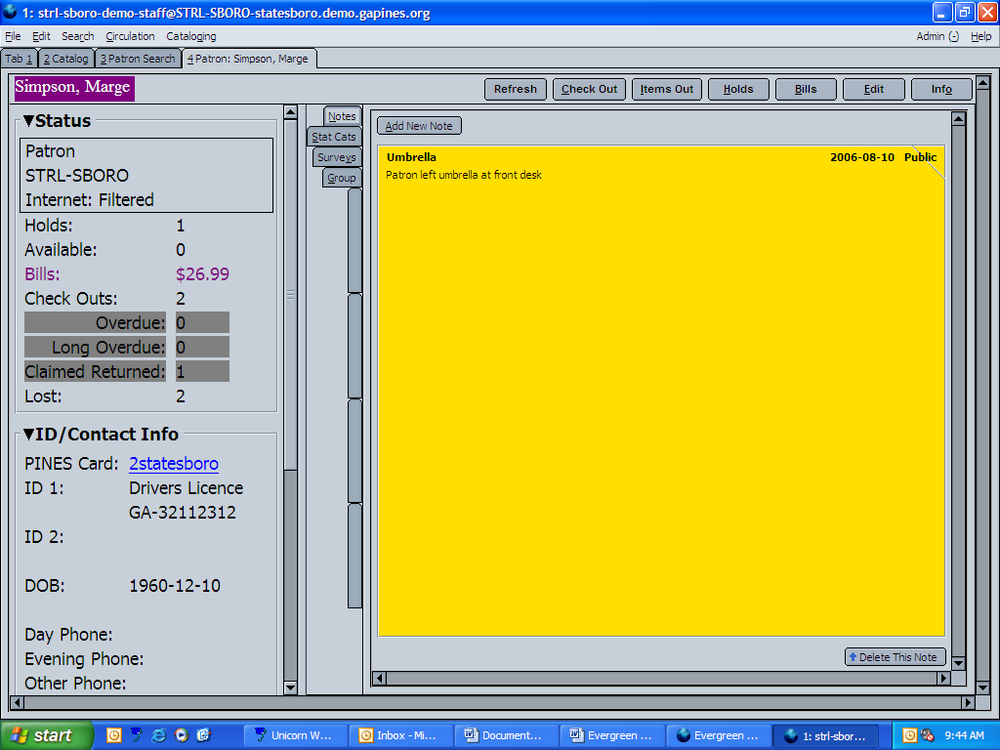 1: strl-sboro-demo-staff@STRL-SBORO-statesboro.demo.gapines.org
File Edit Search Circulation Cataloging Admin (-) Help
Tab 1 2 Catalog 3 Patron Search 4 Patron: Simpson, Marge
Simpson, Marge
Refresh Check Out Items Out Holds Bills Edit Info
▼Status
Patron
STRL-SBORO
Internet: Filtered
Holds: 1
Available: 0
Bills: $26.99
Check Outs: 2
Overdue: 0
Long Overdue: 0
Claimed Returned: 1
Lost: 2
▼ID/Contact Info
PINES Card: 2statesboro
ID 1: Drivers Licence
GA-32112312
ID 2:
DOB: 1960-12-10
Day Phone:
Evening Phone:
Other Phone:
Notes
Stat Cats
Surveys
Group
Add New Note
Umbrella 2006-08-10 Public
Patron left umbrella at front desk
Delete This Note
start Unicorn W... Inbox - Mi... Document... Evergreen ... Evergreen ... 1: strl-sbor... 9:44 AM